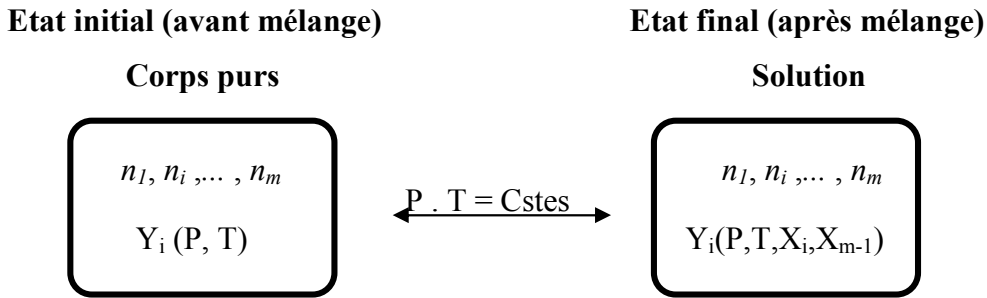 Etat initial (avant mélange) Etat final (après mélange)
Corps purs Solution
n1, ni ,... , nm P . T = Cstes n1, ni ,... , nm
Yi (P, T) Yi(P,T,Xi,Xm-1)